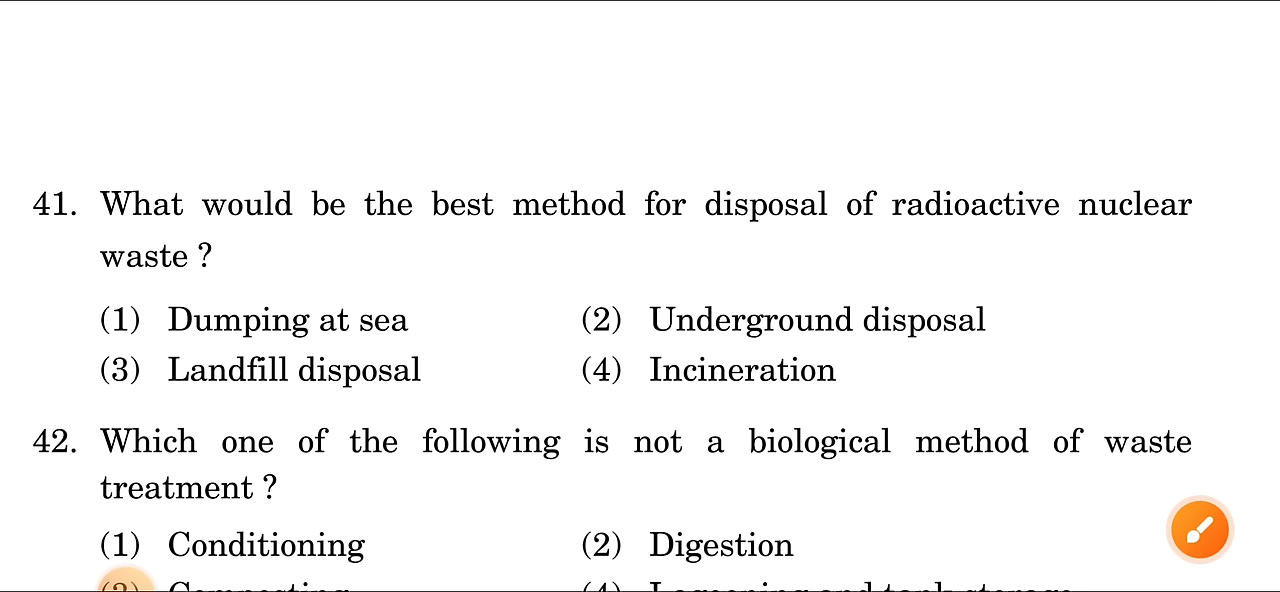 41. What would be the best method for disposal of radioactive nuclear
waste ?
(1) Dumping at sea (2) Underground disposal
(3) Landfill disposal (4) Incineration
42. Which one of the following is not a biological method of waste
treatment ?
(1) Conditioning (2) Digestion